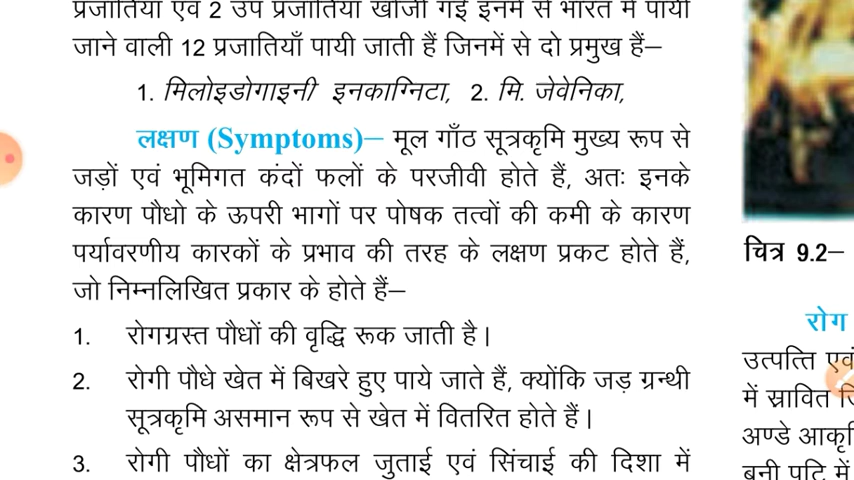 प्रजातियाँ एवं 2 उप प्रजातियाँ खोजी गई इनमें से भारत में पायी
जाने वाली 12 प्रजातियाँ पायी जाती हैं जिनमें से दो प्रमुख हैं–
1. मिलोइडोगाइनी इनकाग्निटा, 2. मि. जेवेनिका,
लक्षण (Symptoms)– मूल गाँठ सूत्रकृमि मुख्य रूप से
जड़ों एवं भूमिगत कंदों फलों के परजीवी होते हैं, अतः इनके
कारण पौधो के ऊपरी भागों पर पोषक तत्वों की कमी के कारण
पर्यावरणीय कारकों के प्रभाव की तरह के लक्षण प्रकट होते हैं,
जो निम्नलिखित प्रकार के होते हैं–
1. रोगग्रस्त पौधों की वृद्धि रूक जाती है।
2. रोगी पौधे खेत में बिखरे हुए पाये जाते हैं, क्योंकि जड़ ग्रन्थी
सूत्रकृमि असमान रूप से खेत में वितरित होते हैं।
3. रोगी पौधों का क्षेत्रफल जुताई एवं सिंचाई की दिशा में
चित्र 9.2–
रोग
उत्पत्ति एवं
में स्रावित
अण्डे
बनी पुटि में